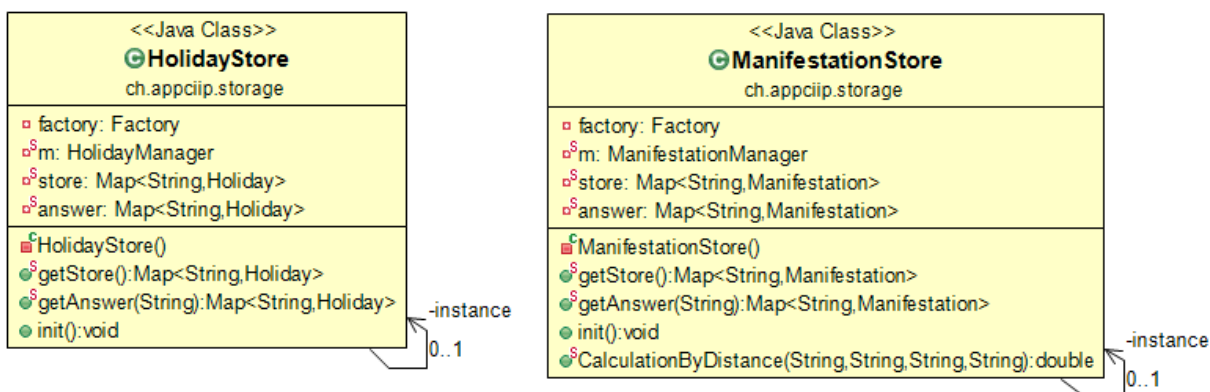 <<Java Class>>
HolidayStore
ch.appciip.storage
factory: Factory
m: HolidayManager
store: Map<String,Holiday>
answer: Map<String,Holiday>
HolidayStore()
getStore():Map<String,Holiday>
getAnswer(String):Map<String,Holiday>
init():void
-instance
0..1
<<Java Class>>
ManifestationStore
ch.appciip.storage
factory: Factory
m: ManifestationManager
store: Map<String,Manifestation>
answer: Map<String,Manifestation>
ManifestationStore()
getStore():Map<String,Manifestation>
getAnswer(String):Map<String,Manifestation>
init():void
CalculationByDistance(String,String,String,String):double
-instance
0..1